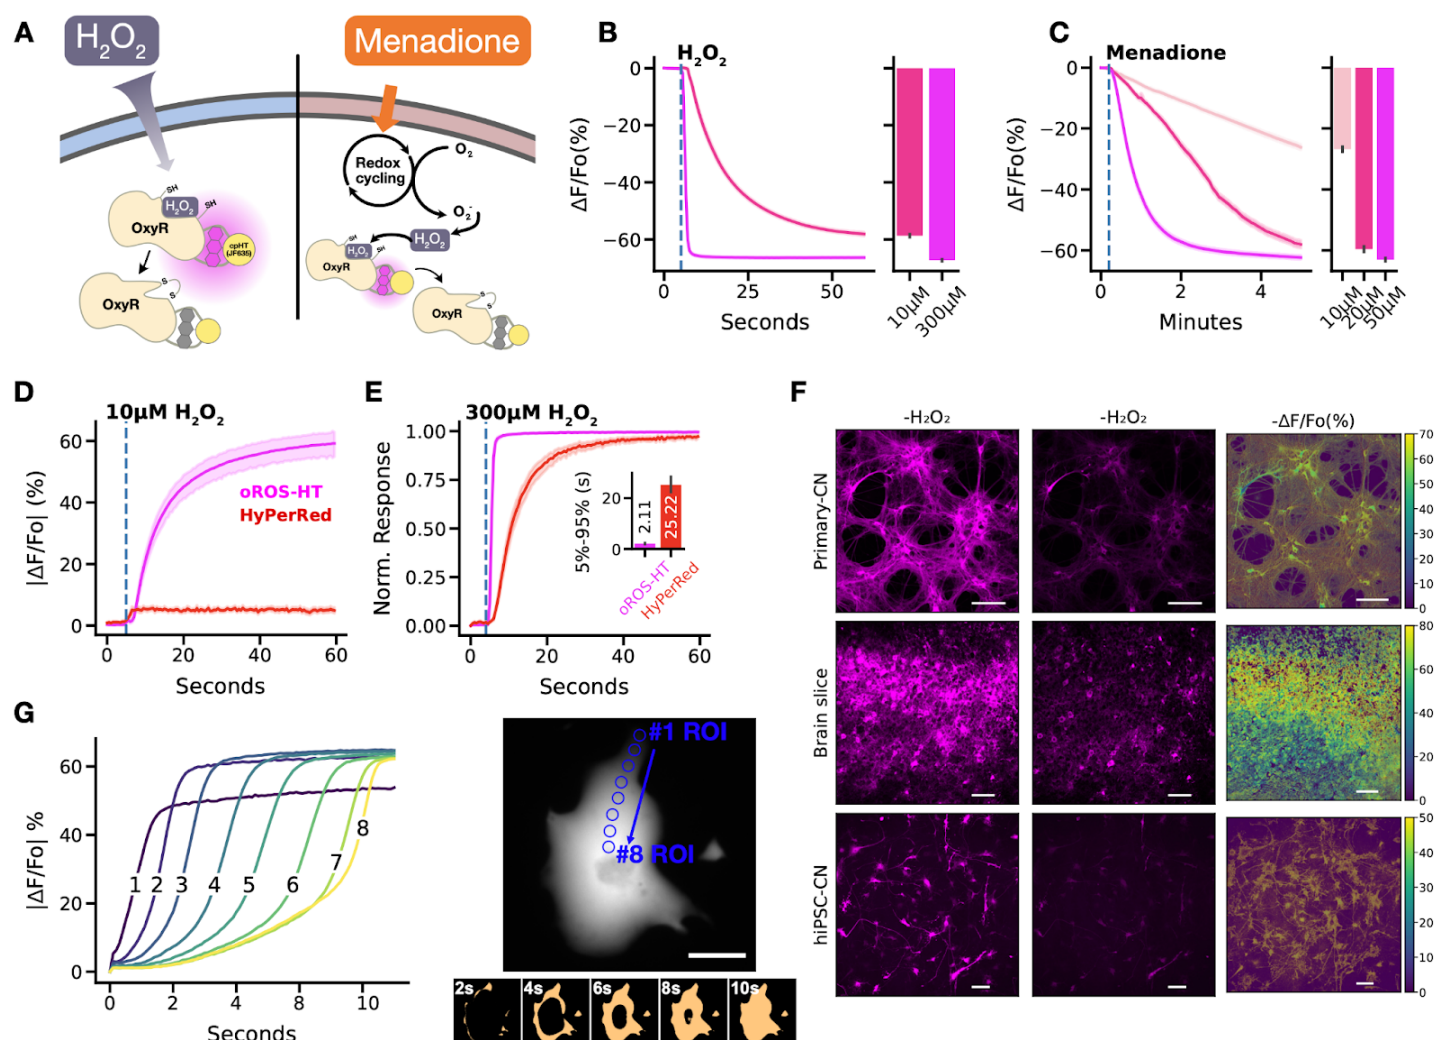 A
H₂O₂
Menadione
SH
H₂O₂
SH
OxyR
cpHT
(JF635)
S
S
OxyR
Redox
cycling
O₂
O₂⁻
H₂O₂
SH
H₂O₂
SH
OxyR
S
S
OxyR
B
H₂O₂
ΔF/Fo(%)
0
−20
−40
−60
0
25
50
Seconds
10μM
300μM
C
Menadione
ΔF/Fo(%)
0
−20
−40
−60
0
2
4
Minutes
10μM
20μM
50μM
D
10μM H₂O₂
|ΔF/Fo| (%)
60
40
20
0
oROS-HT
HyPerRed
0
20
40
60
Seconds
E
300μM H₂O₂
Norm. Response
1.00
0.75
0.50
0.25
0.00
5%-95% (s)
20
0
2.11
25.22
oROS-HT
HyPerRed
0
20
40
60
Seconds
F
-H₂O₂
-H₂O₂
-ΔF/Fo(%)
Primary-CN
70
60
50
40
30
20
10
0
Brain slice
80
60
40
20
0
hiPSC-CN
50
40
30
20
10
0
G
|ΔF/Fo| %
60
40
20
0
1
2
3
4
5
6
7
8
0
2
4
8
10
Seconds
#1 ROI
#8 ROI
2s
4s
6s
8s
10s